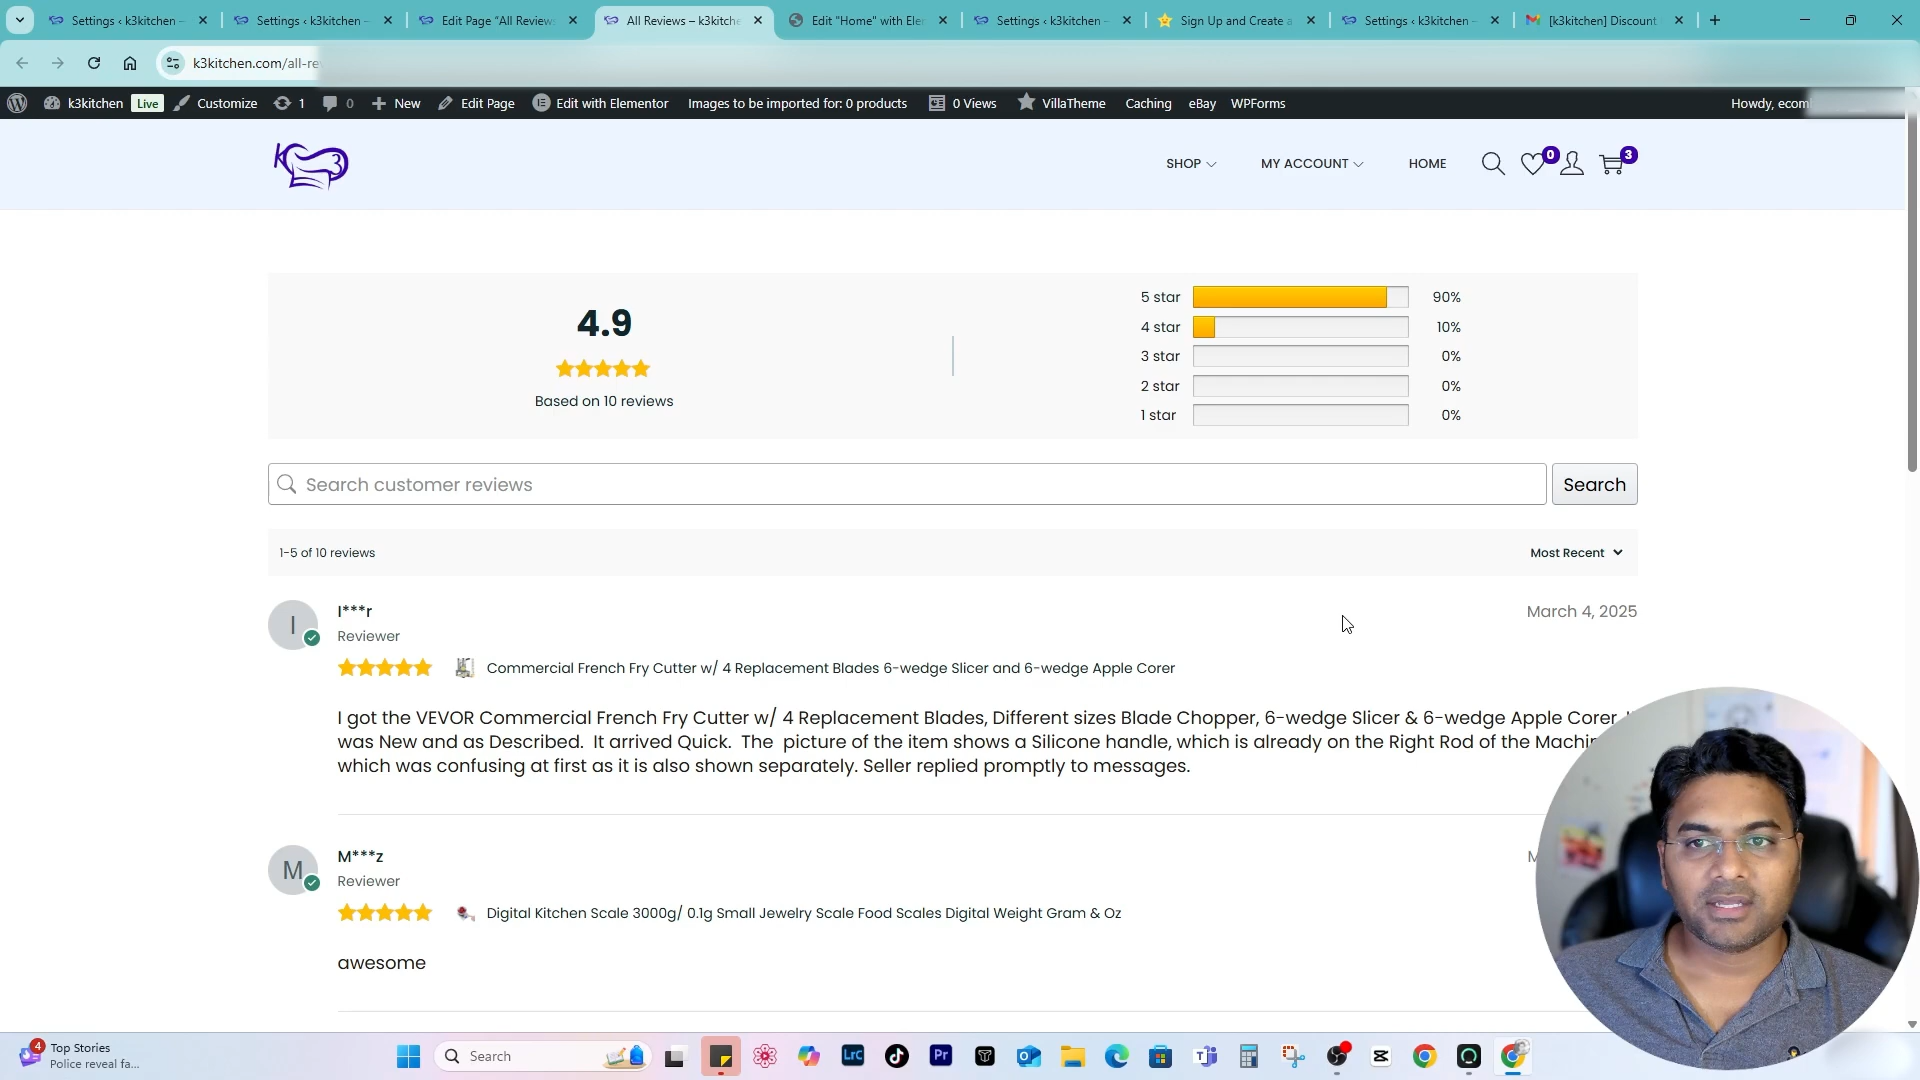 Settings ‹ k3kitchen –
Settings ‹ k3kitchen –
Edit Page “All Reviews
All Reviews – k3kitche
Edit "Home" with Ele
Settings ‹ k3kitchen –
Sign Up and Create a
Settings ‹ k3kitchen –
[k3kitchen] Discount
k3kitchen.com/all-re
k3kitchen Live Customize 1 0 New Edit Page Edit with Elementor Images to be imported for: 0 products 0 Views VillaTheme Caching eBay WPForms Howdy, ecom
K 3
SHOP MY ACCOUNT HOME 0 3
4.9
Based on 10 reviews
5 star 90%
4 star 10%
3 star 0%
2 star 0%
1 star 0%
Search customer reviews
Search
1-5 of 10 reviews
Most Recent
I
I***r
March 4, 2025
Reviewer
Commercial French Fry Cutter w/ 4 Replacement Blades 6-wedge Slicer and 6-wedge Apple Corer
I got the VEVOR Commercial French Fry Cutter w/ 4 Replacement Blades, Different sizes Blade Chopper, 6-wedge Slicer & 6-wedge Apple Corer.
was New and as Described. It arrived Quick. The picture of the item shows a Silicone handle, which is already on the Right Rod of the Machin
which was confusing at first as it is also shown separately. Seller replied promptly to messages.
M
M***z
Reviewer
Digital Kitchen Scale 3000g/ 0.1g Small Jewelry Scale Food Scales Digital Weight Gram & Oz
awesome
4
Top Stories
Police reveal fa...
Search
LrC
Pr